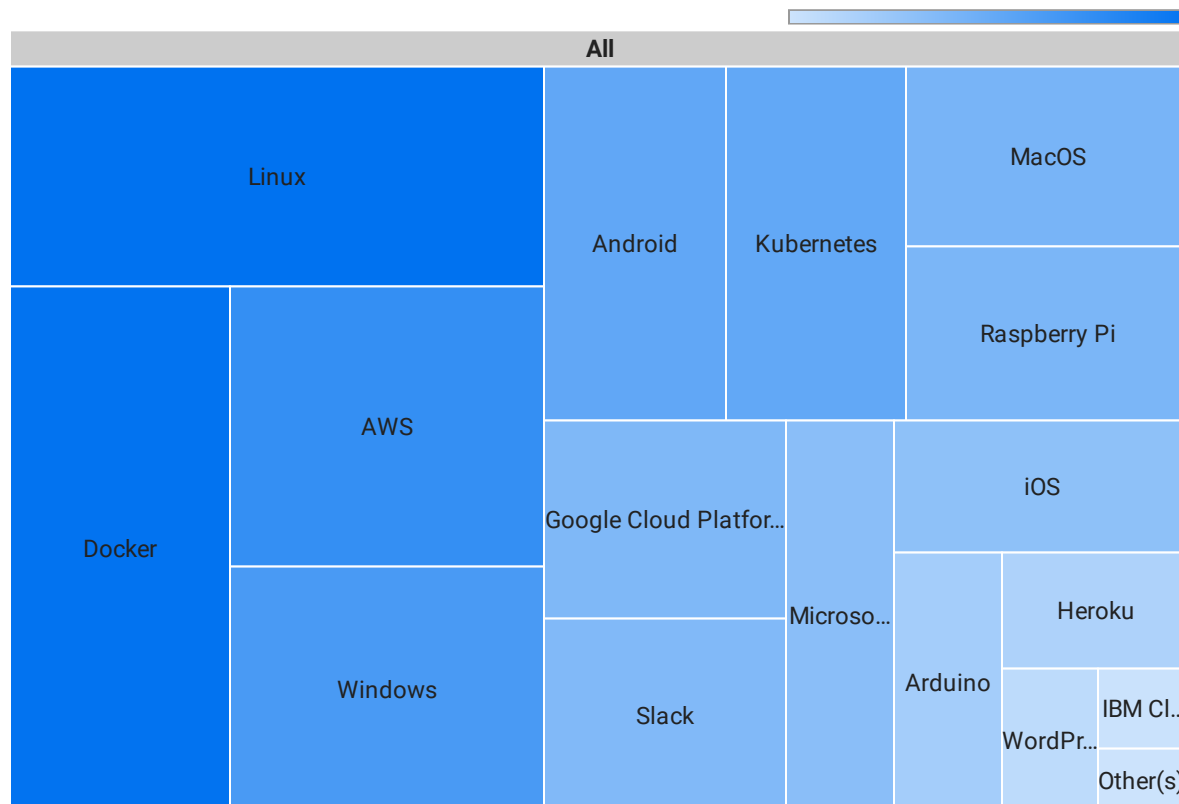 All
Linux
Android
Kubernetes
MacOS
Raspberry Pi
AWS
Docker
Windows
Google Cloud Platfor...
Slack
Microso...
iOS
Arduino
Heroku
WordPr...
IBM Cl..
Other(s)